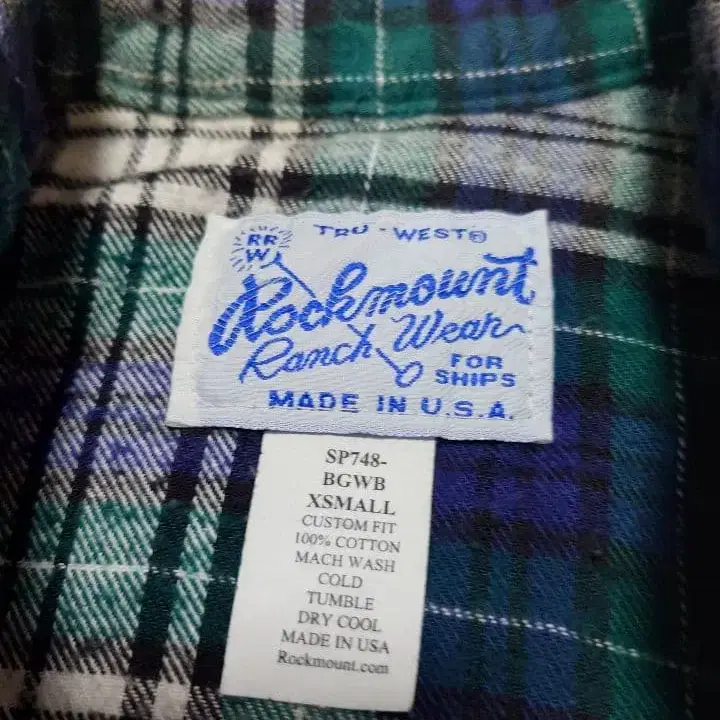 TRU-WEST®
RR
W
Rockmount
Ranch Wear
FOR
SHIPS
MADE IN U.S.A.
SP748-
BGWB
XSMALL
CUSTOM FIT
100% COTTON
MACH WASH
COLD
TUMBLE
DRY COOL
MADE IN USA
Rockmount.com